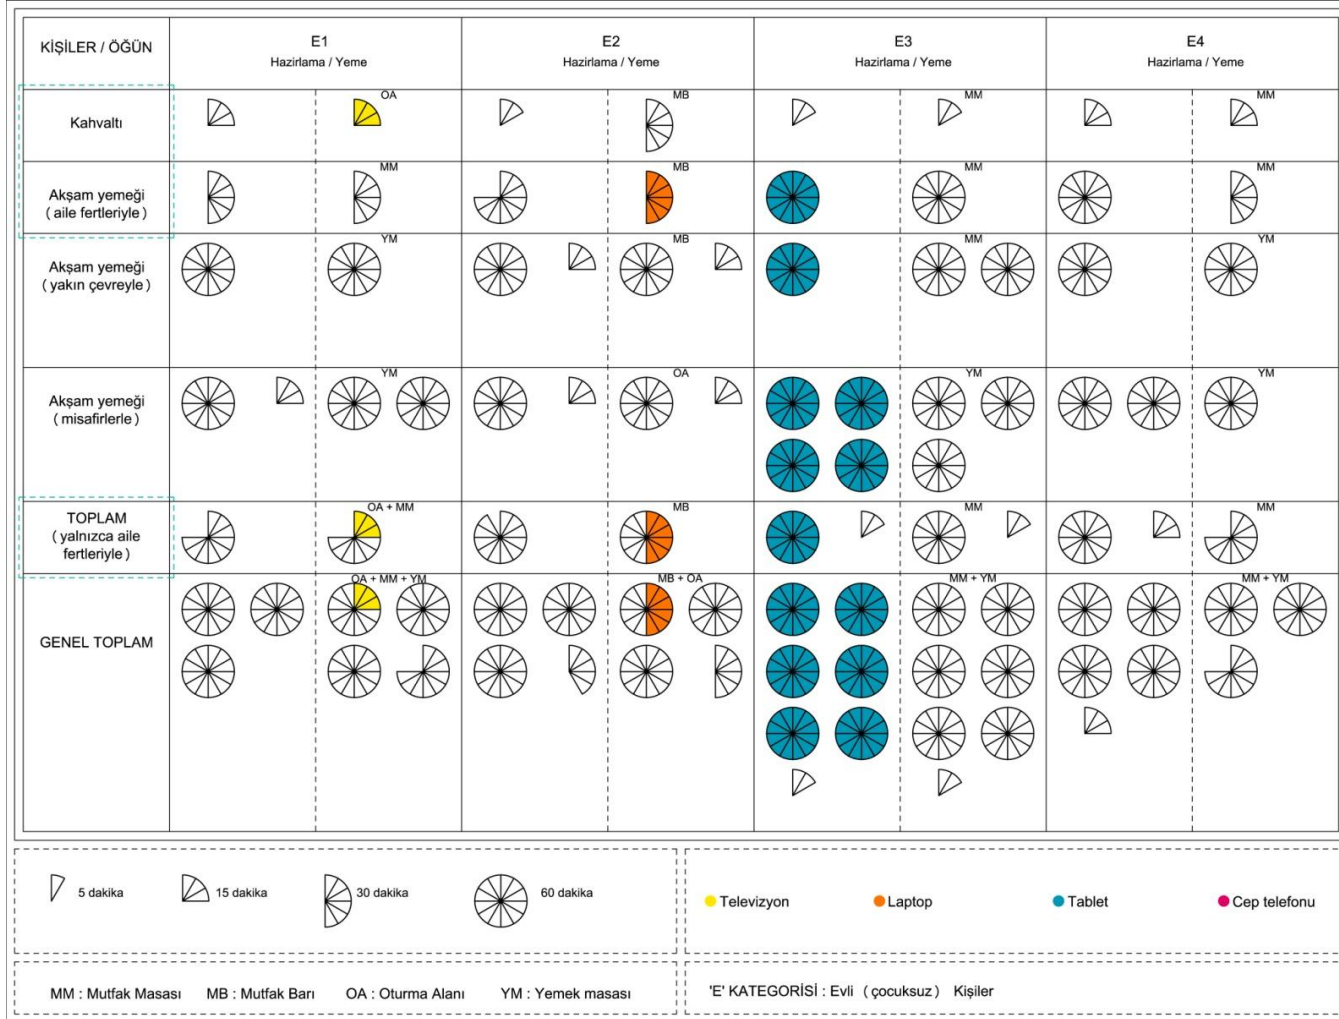 KİŞİLER / ÖĞÜN
E1
Hazirlama / Yeme
E2
Hazirlama / Yeme
E3
Hazirlama / Yeme
E4
Hazirlama / Yeme
Kahvaltı
OA
MB
MM
MM
Akşam yemeği
( aile fertleriyle )
MM
MB
MM
MM
Akşam yemeği
( yakın çevreyle )
YM
MB
MM
YM
Akşam yemeği
(misafirlerle )
YM
OA
YM
YM
TOPLAM
( yalnızca aile
fertleriyle )
OA + MM
MB
MM
MM
GENEL TOPLAM
OA + MM + YM
MB + OA
MM + YM
MM + YM
5 dakika
15 dakika
30 dakika
60 dakika
Televizyon
Laptop
Tablet
Cep telefonu
MM : Mutfak Masası
MB : Mutfak Barı
OA : Oturma Alanı
YM : Yemek masası
'E' KATEGORİSİ : Evli ( çocuksuz ) Kişiler